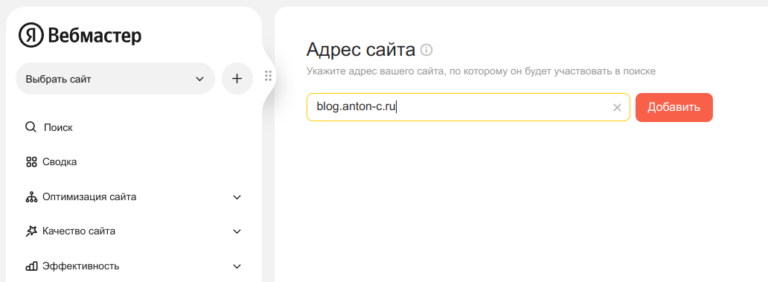 Я Вебмастер
Выбрать сайт
Поиск
Сводка
Оптимизация сайта
Качество сайта
Эффективность
Адрес сайта
Укажите адрес вашего сайта, по которому он будет участвовать в поиске
blog.anton-c.ru
Добавить